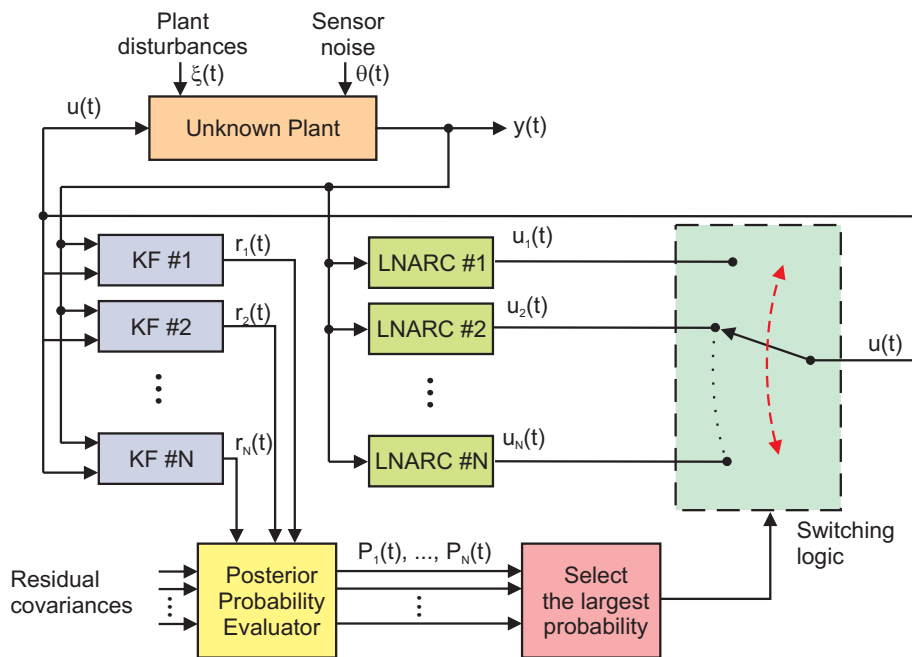 Plant
disturbances
Sensor
noise
ξ(t)
θ(t)
u(t)
Unknown Plant
y(t)
KF #1
r₁(t)
LNARC #1
u₁(t)
KF #2
r₂(t)
LNARC #2
u₂(t)
u(t)
KF #N
r_N(t)
LNARC #N
u_N(t)
Switching
logic
Residual
covariances
Posterior
Probability
Evaluator
P₁(t), ..., P_N(t)
Select
the largest
probability